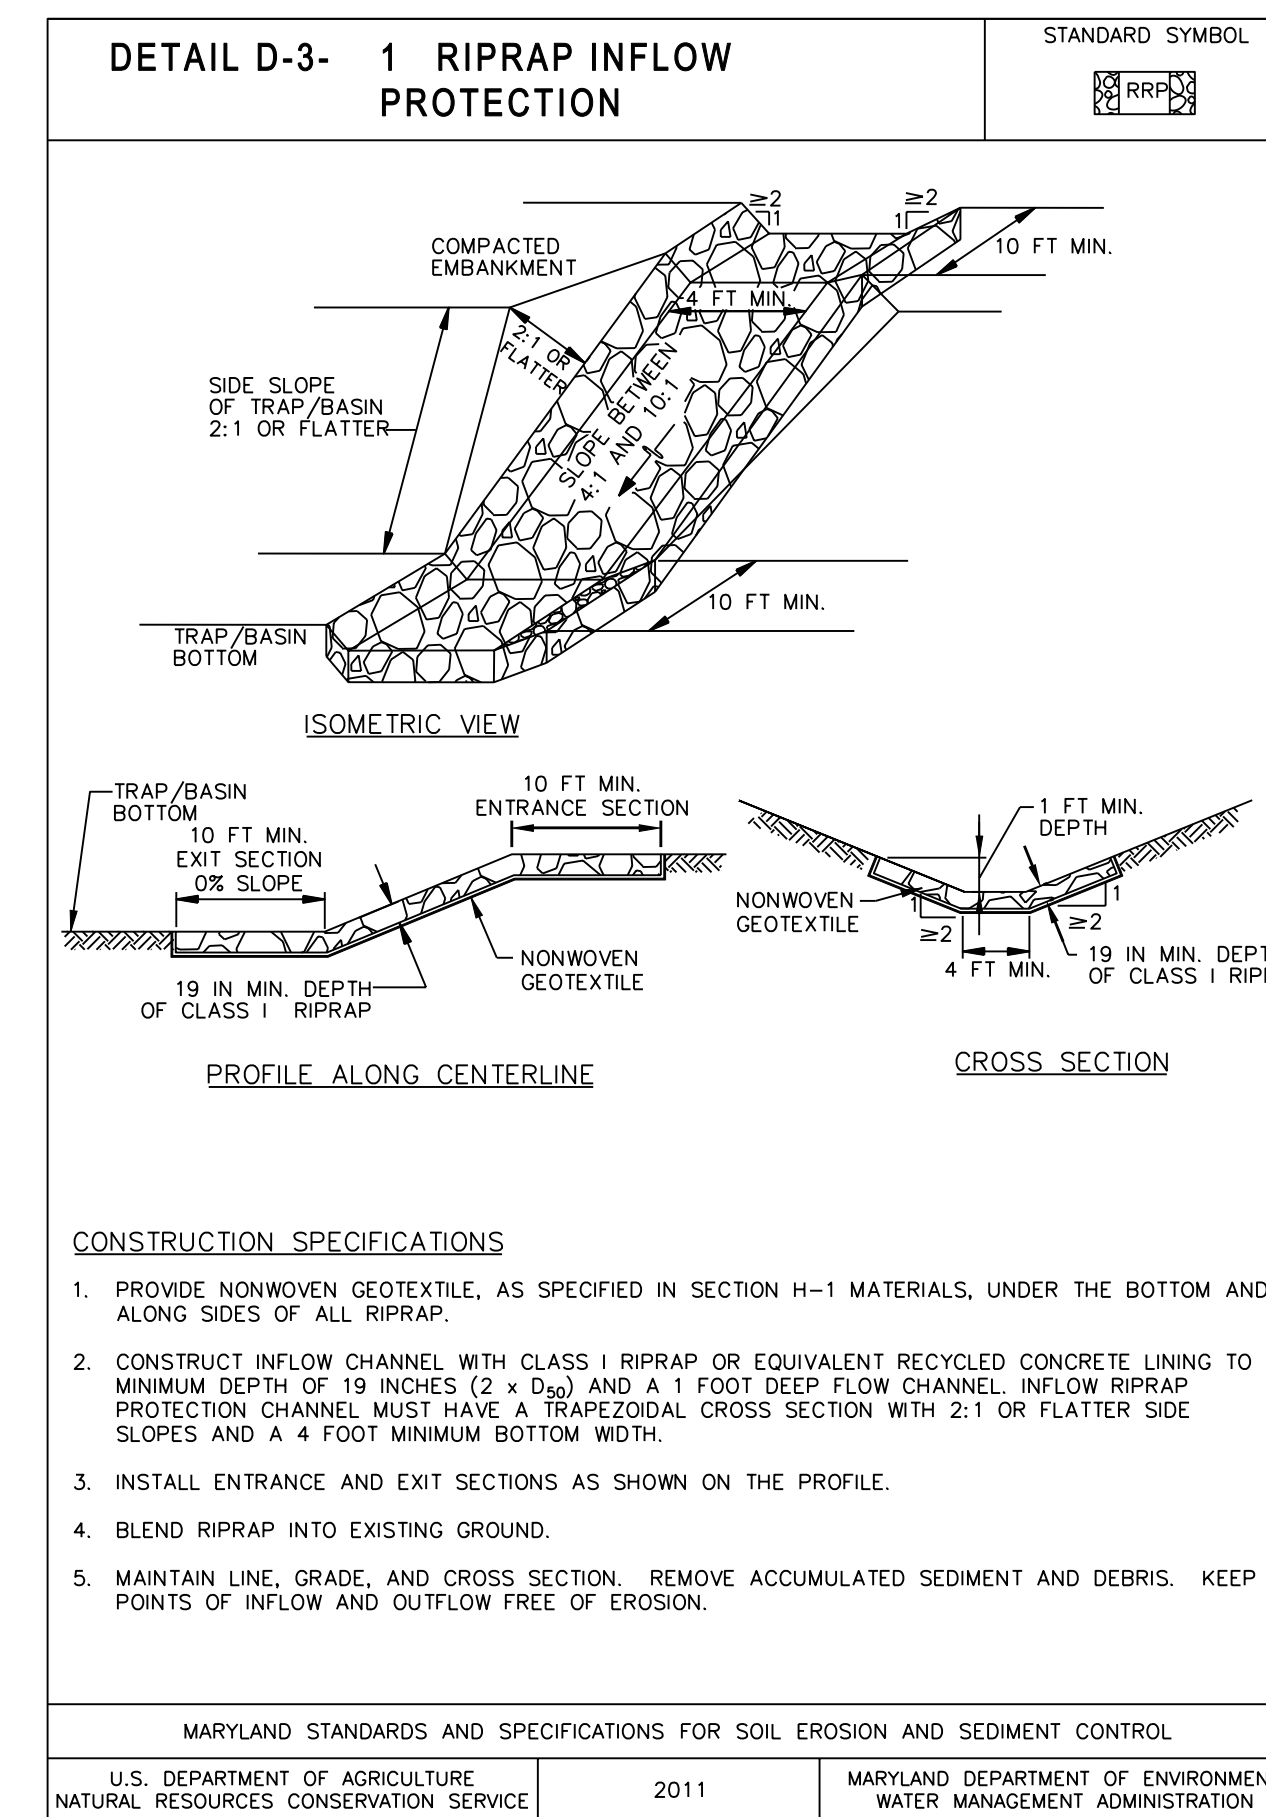 DETAIL D-3- 1 RIPRAP INFLOW
PROTECTION
STANDARD SYMBOL
RRP
≥2
1
≥2
1
COMPACTED
EMBANKMENT
10 FT MIN.
4 FT MIN.
2:1 OR
FLATTER
SLOPE BETWEEN
4:1 AND 10:1
SIDE SLOPE
OF TRAP/BASIN
2:1 OR FLATTER
10 FT MIN.
TRAP/BASIN
BOTTOM
ISOMETRIC VIEW
TRAP/BASIN
BOTTOM
10 FT MIN.
EXIT SECTION
0% SLOPE
10 FT MIN.
ENTRANCE SECTION
NONWOVEN
GEOTEXTILE
19 IN MIN. DEPTH
OF CLASS I RIPRAP
PROFILE ALONG CENTERLINE
1 FT MIN.
DEPTH
NONWOVEN
GEOTEXTILE
1
≥2
1
≥2
4 FT MIN.
19 IN MIN.
OF CLASS I
CROSS SECTION
CONSTRUCTION SPECIFICATIONS
1. PROVIDE NONWOVEN GEOTEXTILE, AS SPECIFIED IN SECTION H-1 MATERIALS, UNDER THE BOTTOM AND
ALONG SIDES OF ALL RIPRAP.
2. CONSTRUCT INFLOW CHANNEL WITH CLASS I RIPRAP OR EQUIVALENT RECYCLED CONCRETE LINING TO
MINIMUM DEPTH OF 19 INCHES (2 x D50) AND A 1 FOOT DEEP FLOW CHANNEL. INFLOW RIPRAP
PROTECTION CHANNEL MUST HAVE A TRAPEZOIDAL CROSS SECTION WITH 2:1 OR FLATTER SIDE
SLOPES AND A 4 FOOT MINIMUM BOTTOM WIDTH.
3. INSTALL ENTRANCE AND EXIT SECTIONS AS SHOWN ON THE PROFILE.
4. BLEND RIPRAP INTO EXISTING GROUND.
5. MAINTAIN LINE, GRADE, AND CROSS SECTION. REMOVE ACCUMULATED SEDIMENT AND DEBRIS. KEEP
POINTS OF INFLOW AND OUTFLOW FREE OF EROSION.
MARYLAND STANDARDS AND SPECIFICATIONS FOR SOIL EROSION AND SEDIMENT CONTROL
U.S. DEPARTMENT OF AGRICULTURE
NATURAL RESOURCES CONSERVATION SERVICE
2011
MARYLAND DEPARTMENT OF
WATER MANAGEMENT ADMINISTRATION